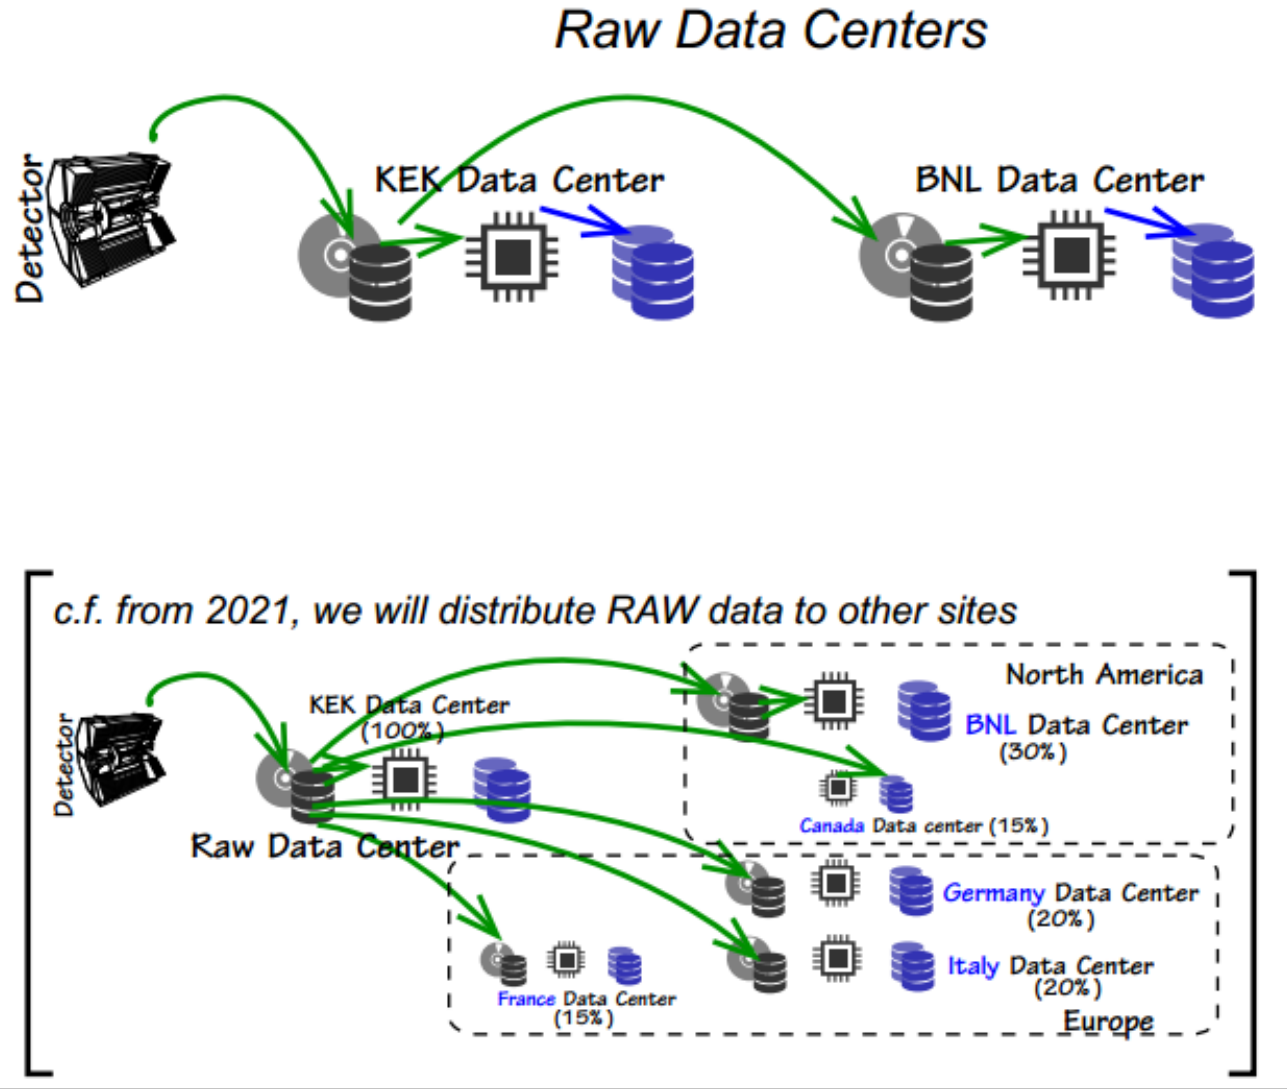 Raw Data Centers
Detector
KEK Data Center
BNL Data Center
c.f. from 2021, we will distribute RAW data to other sites
Detector
KEK Data Center
(100%)
Raw Data Center
North America
BNL Data Center
(30%)
Canada Data center (15%)
Germany Data Center
(20%)
Italy Data Center
(20%)
France Data Center
(15%)
Europe